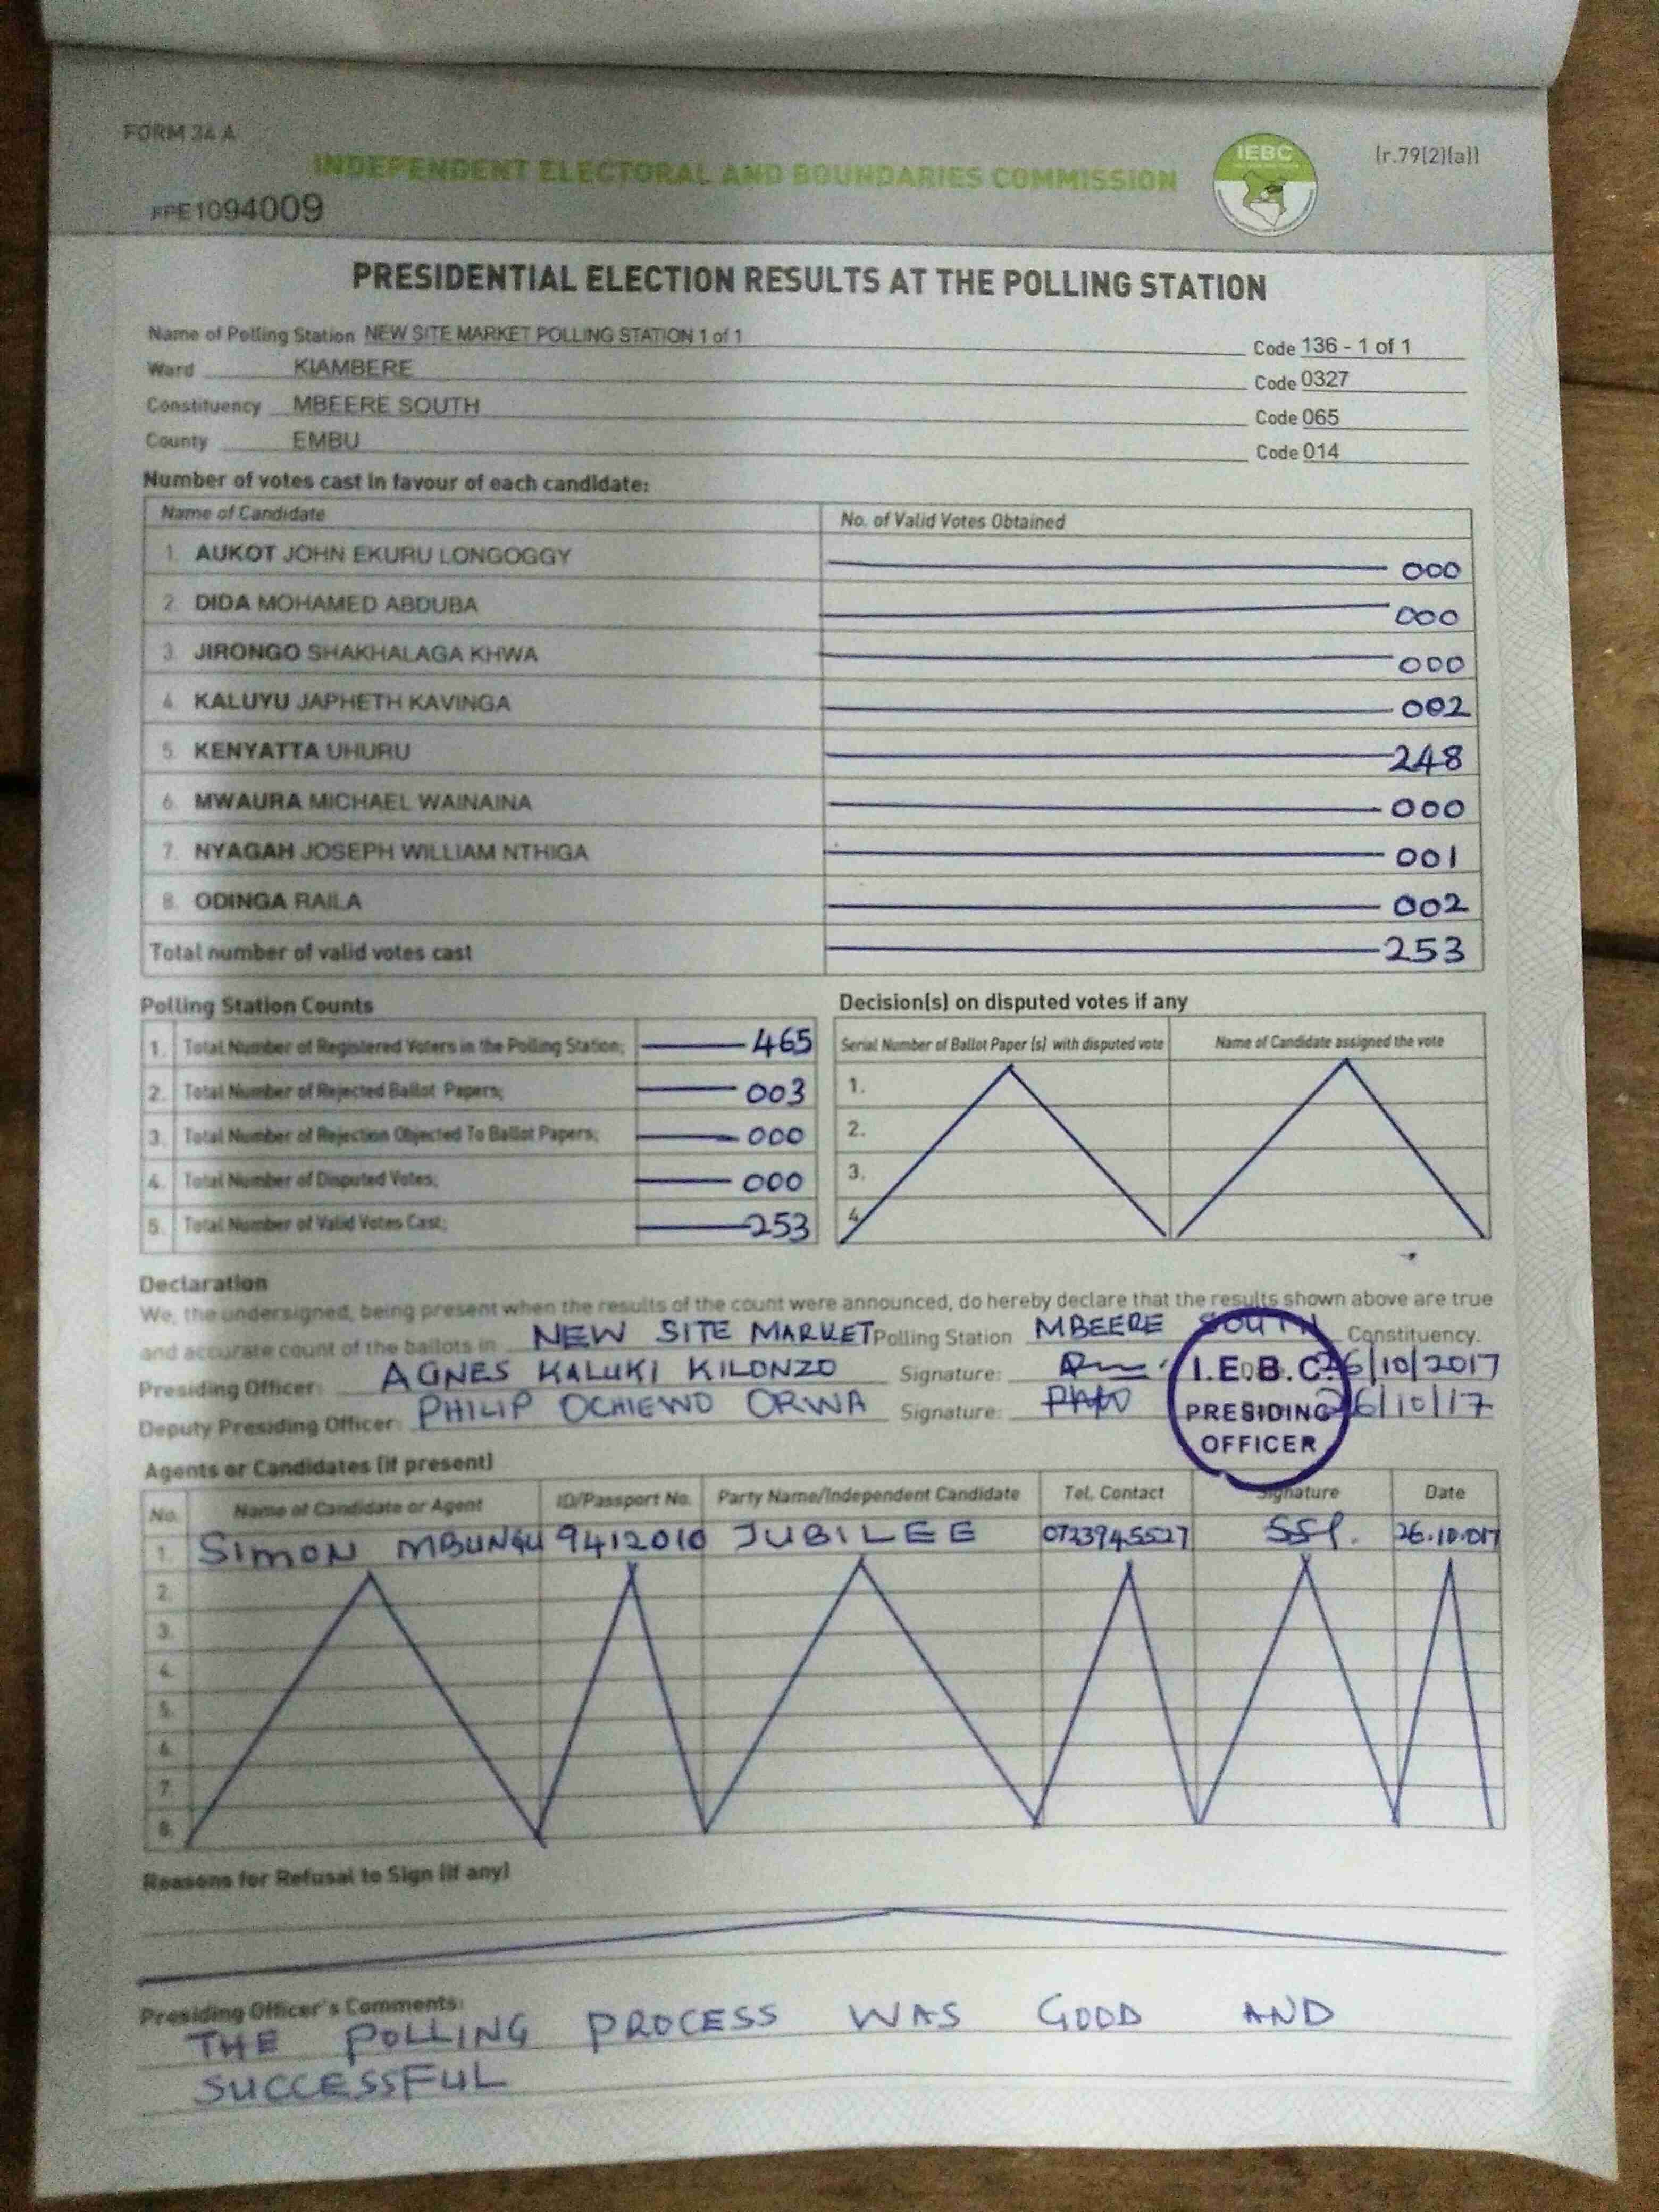 FORM 34 A
INDEPENDENT ELECTORAL AND BOUNDARIES COMMISSION
IEBC
(r.79(2)(a))
FPE1094009
PRESIDENTIAL ELECTION RESULTS AT THE POLLING STATION
Name of Polling Station NEW SITE MARKET POLLING STATION 1 of 1 Code 136 - 1 of 1
Ward KIAMBERE Code 0327
Constituency MBEERE SOUTH Code 065
County EMBU Code 014
Number of votes cast in favour of each candidate:
Name of Candidate No. of Valid Votes Obtained
1. AUKOT JOHN EKURU LONGOGGY 000
2. DIDA MOHAMED ABDUBA 000
3. JIRONGO SHAKHALAGA KHWA 000
4. KALUYU JAPHETH KAVINGA 002
5. KENYATTA UHURU 248
6. MWAURA MICHAEL WAINAINA 000
7. NYAGAH JOSEPH WILLIAM NTHIGA 001
8. ODINGA RAILA 002
Total number of valid votes cast 253
Polling Station Counts
1. Total Number of Registered Voters in the Polling Station; 465
2. Total Number of Rejected Ballot Papers; 003
3. Total Number of Rejection Objected To Ballot Papers; 000
4. Total Number of Disputed Votes; 000
5. Total Number of Valid Votes Cast; 253
Decision(s) on disputed votes if any
Serial Number of Ballot Paper (s) with disputed vote Name of Candidate assigned the vote
1.
2.
3.
4.
Declaration
We, the undersigned, being present when the results of the count were announced, do hereby declare that the results shown above are true
and accurate count of the ballots in NEW SITE MARKET Polling Station MBEERE SOUTH Constituency.
Presiding Officer: AGNES KALUKI KILONZO Signature: 26/10/2017
Deputy Presiding Officer: PHILIP OCHIENO ORWA Signature: 26/10/17
I.E.B.C.
PRESIDING
OFFICER
Agents or Candidates (if present)
No. Name of Candidate or Agent ID/Passport No. Party Name/Independent Candidate Tel. Contact Signature Date
1. SIMON MBUNGU 9412010 JUBILEE 0723945527 26.10.017
2.
3.
4.
5.
6.
7.
8.
Reasons for Refusal to Sign (if any)
Presiding Officer's Comments:
THE POLLING PROCESS WAS GOOD AND
SUCCESSFUL